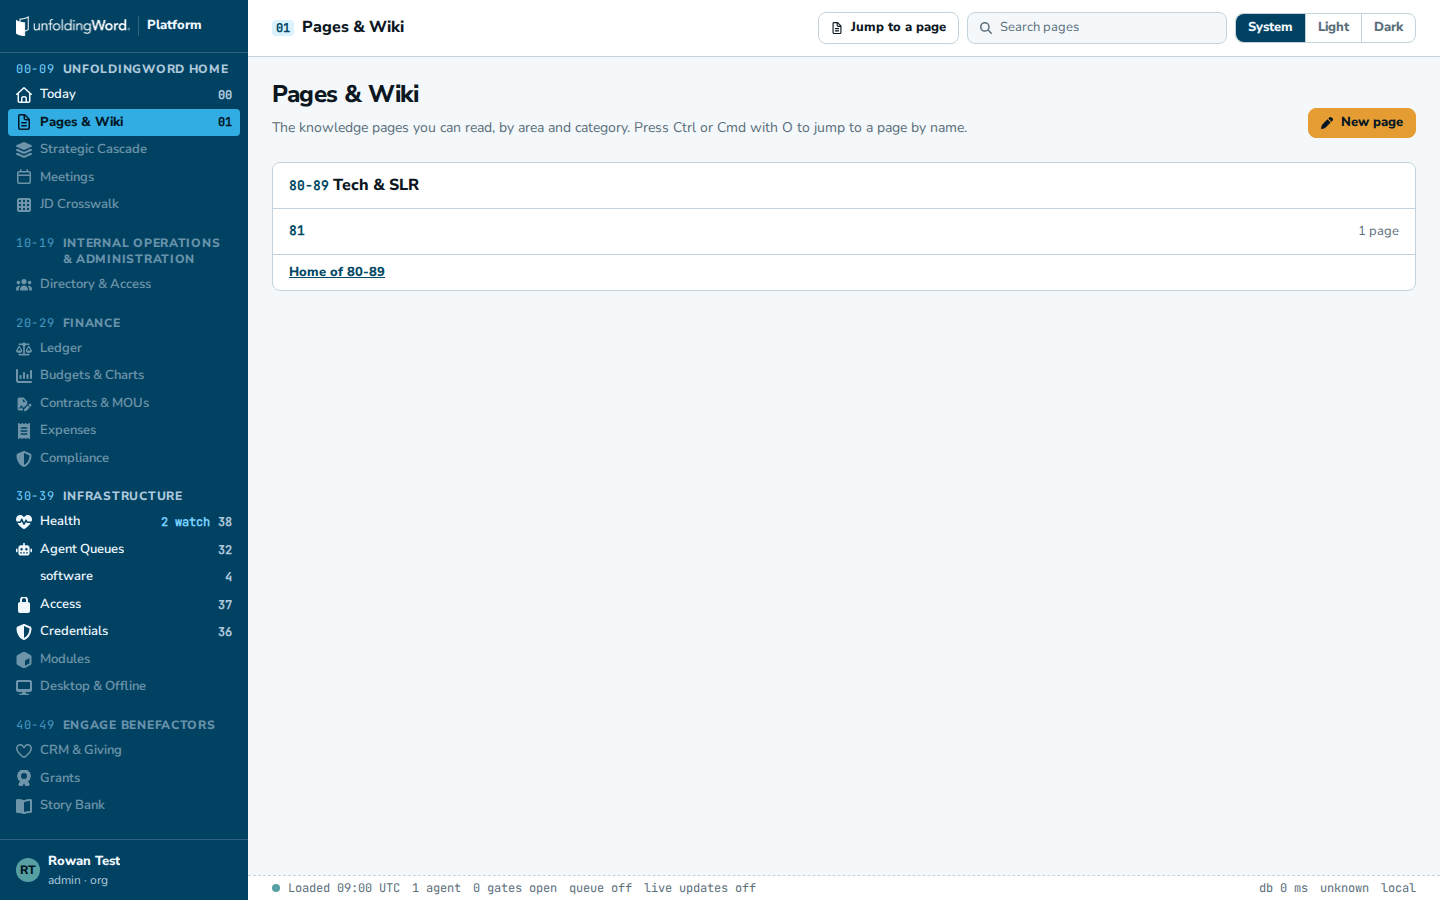 unfoldingWord Platform
00-09 UNFOLDINGWORD HOME
Today 00
Pages & Wiki 01
Strategic Cascade
Meetings
JD Crosswalk
10-19 INTERNAL OPERATIONS
& ADMINISTRATION
Directory & Access
20-29 FINANCE
Ledger
Budgets & Charts
Contracts & MOUs
Expenses
Compliance
30-39 INFRASTRUCTURE
Health 2 watch 38
Agent Queues 32
software 4
Access 37
Credentials 36
Modules
Desktop & Offline
40-49 ENGAGE BENEFACTORS
CRM & Giving
Grants
Story Bank
RT Rowan Test
admin · org
01 Pages & Wiki Jump to a page Search pages System Light Dark
Pages & Wiki
The knowledge pages you can read, by area and category. Press Ctrl or Cmd with O to jump to a page by name.
New page
80-89 Tech & SLR
81 1 page
Home of 80-89
Loaded 09:00 UTC 1 agent 0 gates open queue off live updates off db 0 ms unknown local